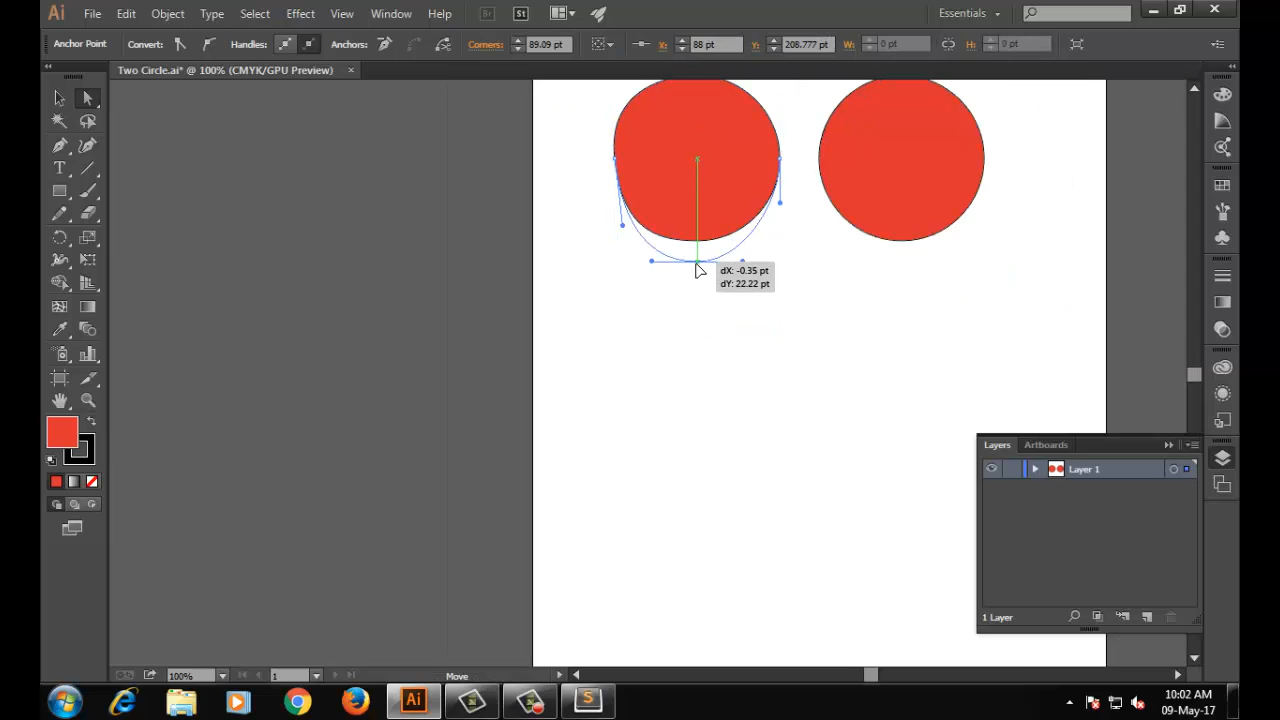 Ai File Edit Object Type Select Effect View Window Help Br St Essentials
Anchor Point Convert: Handles: Anchors: Corners: 89.09 pt X: 88 pt Y: 208.777 pt W: 0 pt H: 0 pt
Two Circle.ai* @ 100% (CMYK/GPU Preview) ×
dX: -0.35 pt
dY: 22.22 pt
Layers Artboards
Layer 1
1 Layer
100% 1 Move
Ai S 10:02 AM
09-May-17